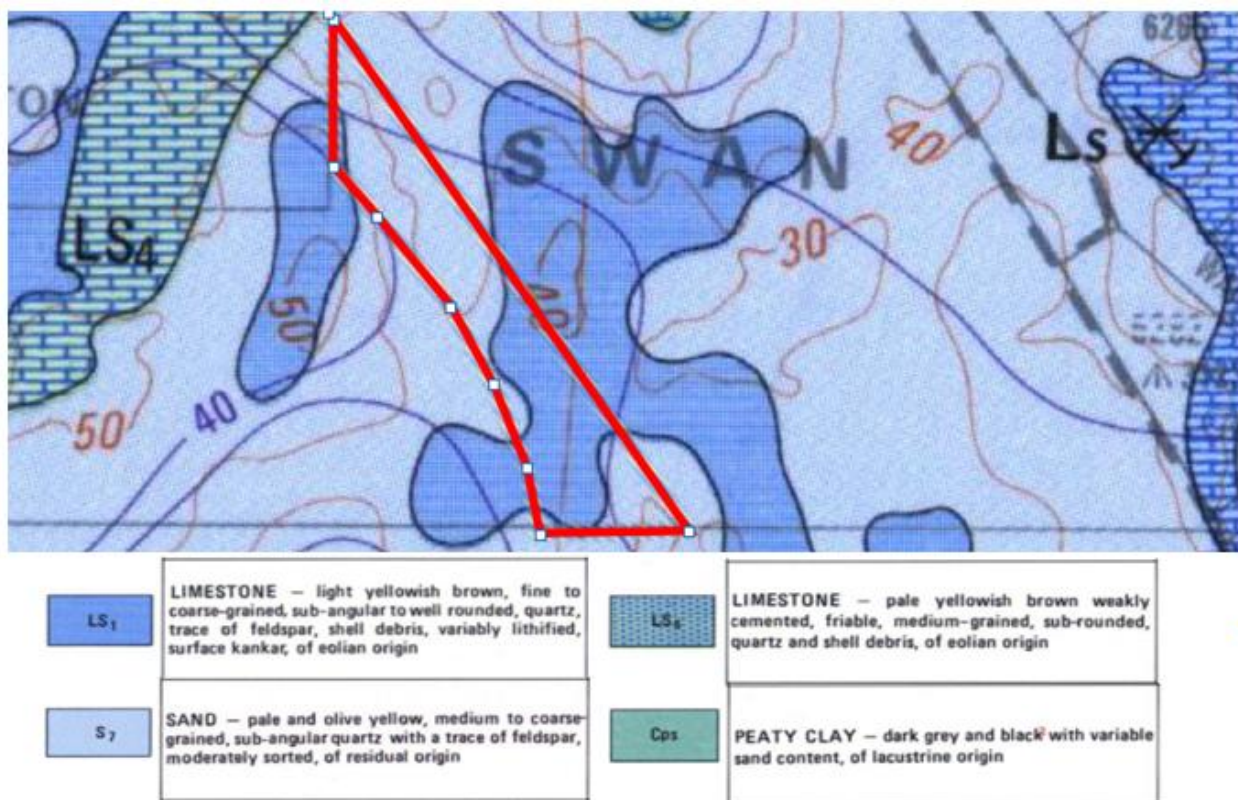 6296
TON
SWAN
40
LS
30
LS4
50
40
40
50
LS1
LIMESTONE — light yellowish brown, fine to
coarse-grained, sub-angular to well rounded, quartz,
trace of feldspar, shell debris, variably lithified,
surface kankar, of eolian origin
LIMESTONE — pale yellowish brown weakly
cemented, friable, medium-grained, sub-rounded,
quartz and shell debris, of eolian origin
S7
SAND — pale and olive yellow, medium to coarse-
grained, sub-angular quartz with a trace of feldspar,
moderately sorted, of residual origin
Cps
PEATY CLAY — dark grey and black with variable
sand content, of lacustrine origin